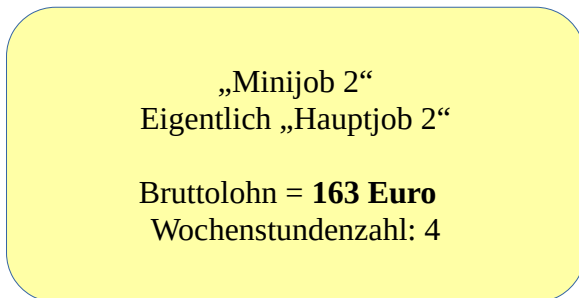 „Minijob 2“
Eigentlich „Hauptjob 2“
Bruttolohn = 163 Euro
Wochenstundenzahl: 4